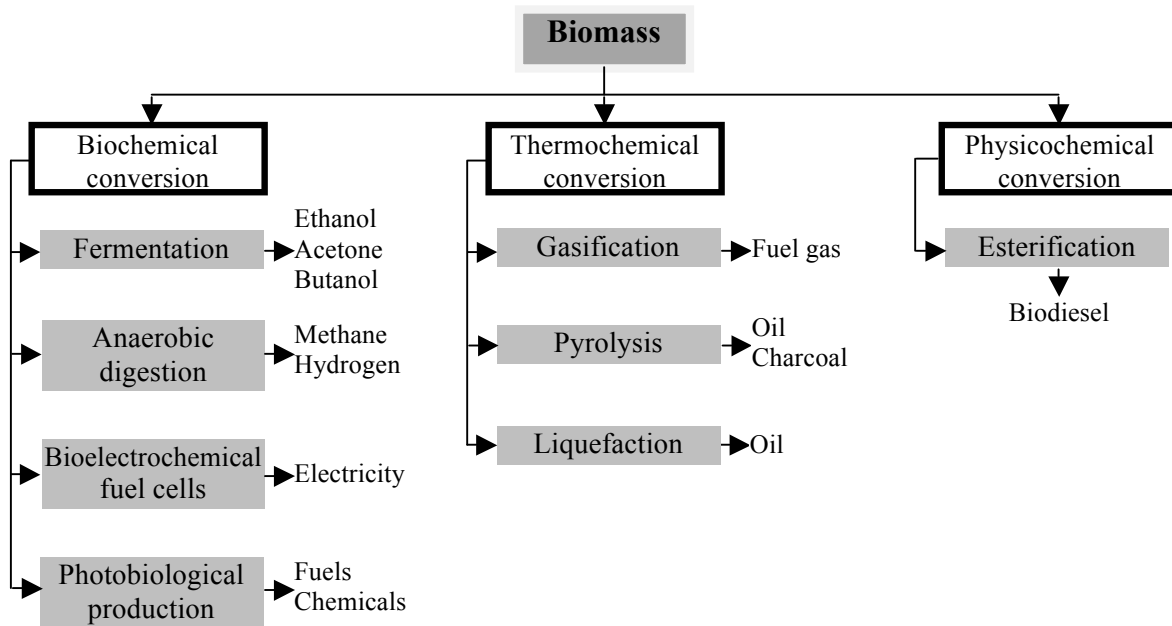 Biomass
Biochemical
conversion
Fermentation
Ethanol
Acetone
Butanol
Anaerobic
digestion
Methane
Hydrogen
Bioelectrochemical
fuel cells
Electricity
Photobiological
production
Fuels
Chemicals
Thermochemical
conversion
Gasification
Fuel gas
Pyrolysis
Oil
Charcoal
Liquefaction
Oil
Physicochemical
conversion
Esterification
Biodiesel